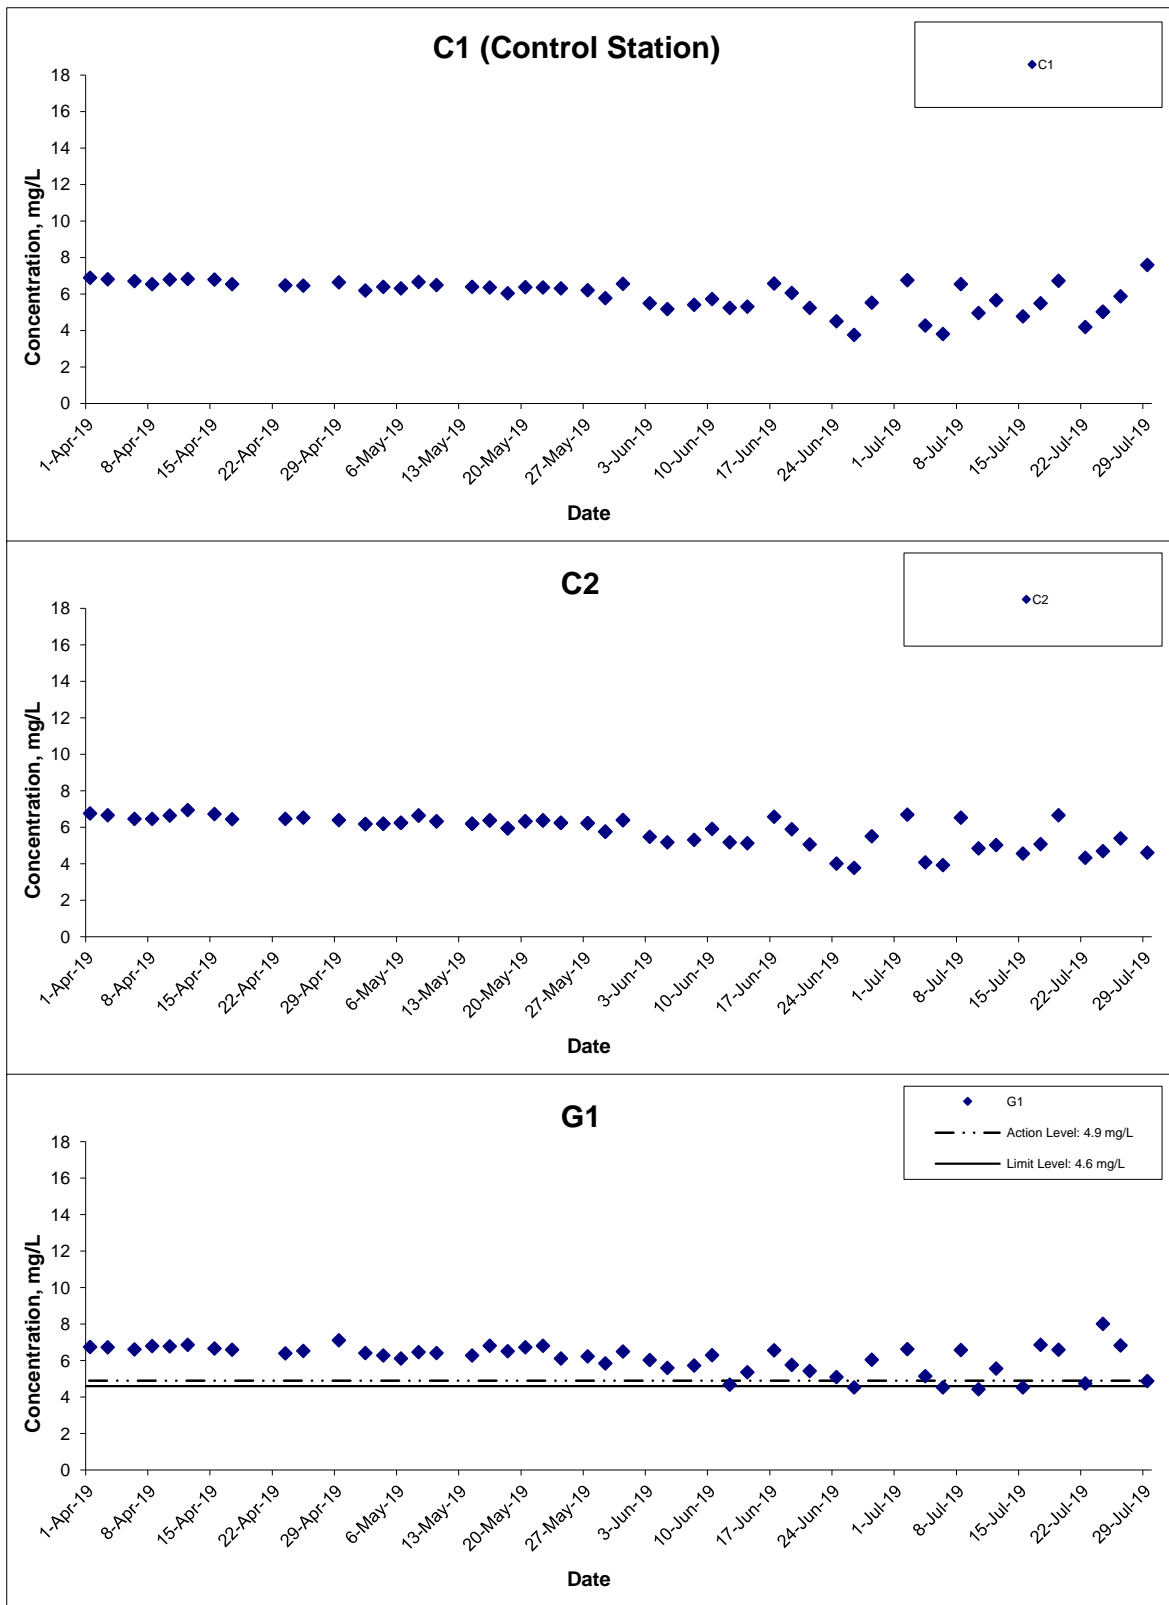 C1 (Control Station)
C1
Concentration, mg/L
18
16
14
12
10
8
6
4
2
0
1-Apr-19
8-Apr-19
15-Apr-19
22-Apr-19
29-Apr-19
6-May-19
13-May-19
20-May-19
27-May-19
3-Jun-19
10-Jun-19
17-Jun-19
24-Jun-19
1-Jul-19
8-Jul-19
15-Jul-19
22-Jul-19
29-Jul-19
Date
C2
C2
Concentration, mg/L
18
16
14
12
10
8
6
4
2
0
1-Apr-19
8-Apr-19
15-Apr-19
22-Apr-19
29-Apr-19
6-May-19
13-May-19
20-May-19
27-May-19
3-Jun-19
10-Jun-19
17-Jun-19
24-Jun-19
1-Jul-19
8-Jul-19
15-Jul-19
22-Jul-19
29-Jul-19
Date
G1
G1
Action Level: 4.9 mg/L
Limit Level: 4.6 mg/L
Concentration, mg/L
18
16
14
12
10
8
6
4
2
0
1-Apr-19
8-Apr-19
15-Apr-19
22-Apr-19
29-Apr-19
6-May-19
13-May-19
20-May-19
27-May-19
3-Jun-19
10-Jun-19
17-Jun-19
24-Jun-19
1-Jul-19
8-Jul-19
15-Jul-19
22-Jul-19
29-Jul-19
Date